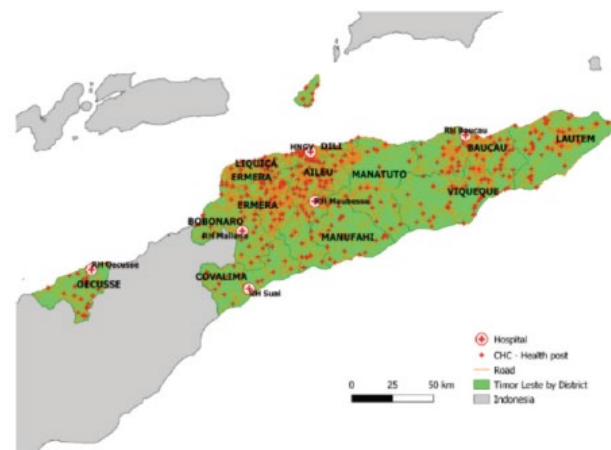 RH Baucau
LAUTEM
HNGV
DILI
BAUCAU
LIQUIÇA
AILEU
ERMERA
MANATUTO
VIQUEQUE
ERMERA
RH Maubesse
BOBONARO
RH Maliana
MANUFAHI
RH Oecusse
COVALIMA
OECUSSE
RH Suai
Hospital
CHC - Health post
Road
0 25 50 km
Timor Leste by District
Indonesia